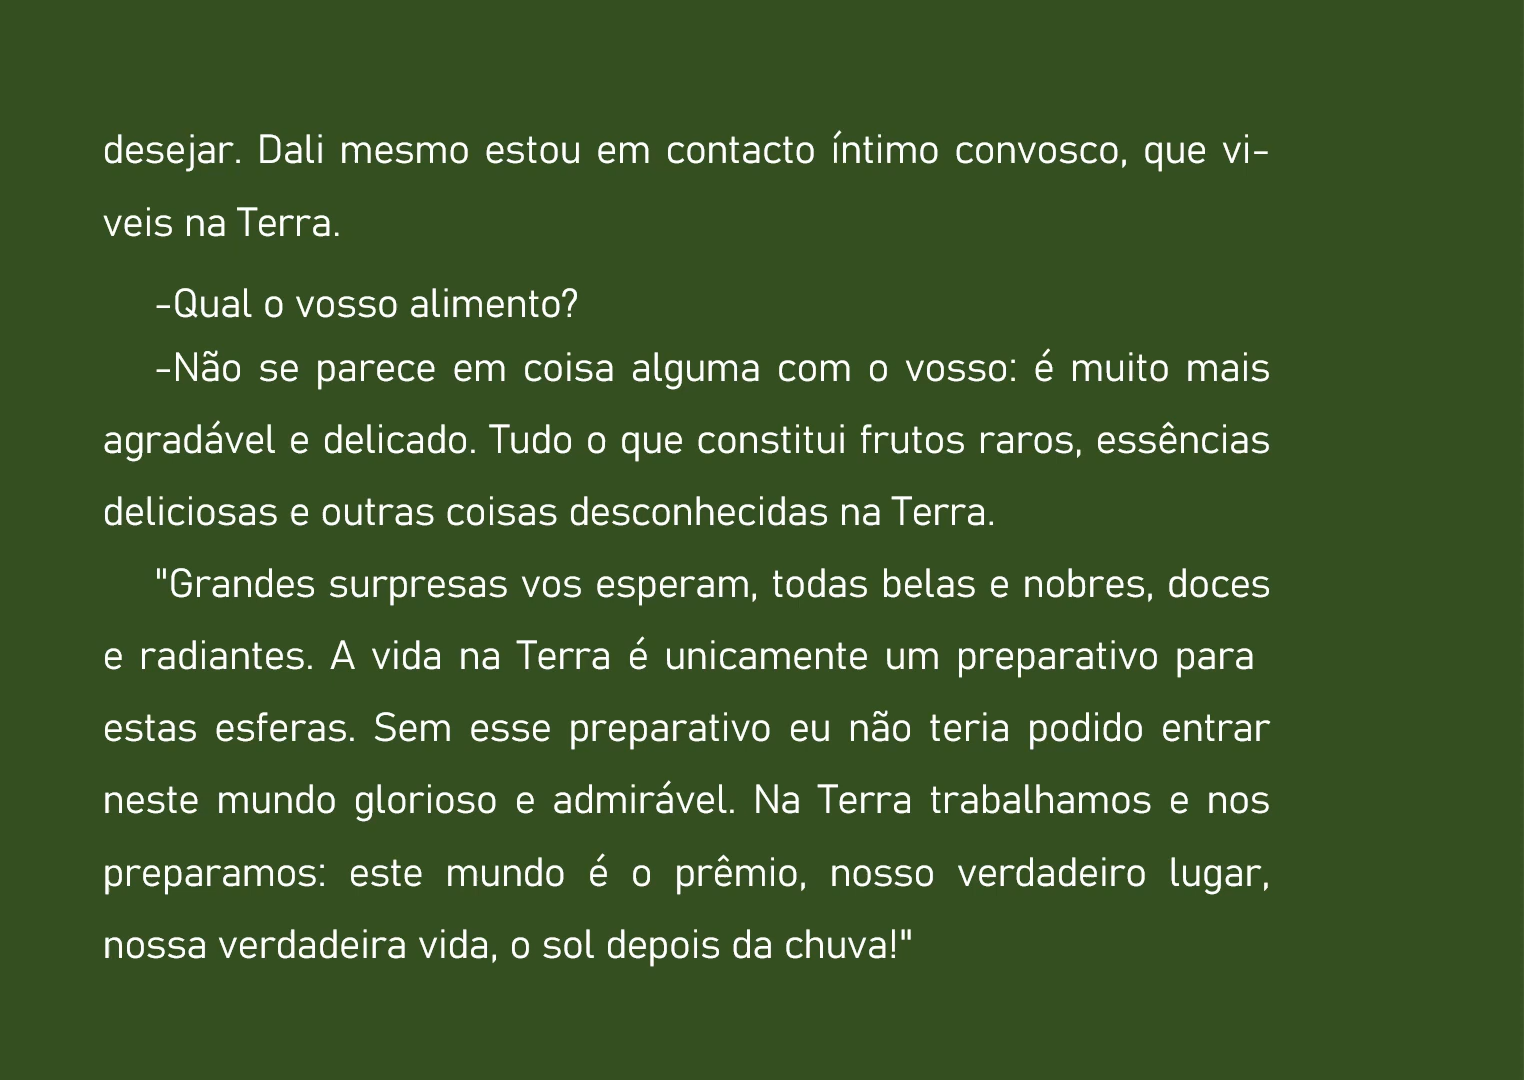 desejar. Dali mesmo estou em contacto íntimo convosco, que vi-
veis na Terra.
-Qual o vosso alimento?
-Não se parece em coisa alguma com o vosso: é muito mais
agradável e delicado. Tudo o que constitui frutos raros, essências
deliciosas e outras coisas desconhecidas na Terra.
"Grandes surpresas vos esperam, todas belas e nobres, doces
e radiantes. A vida na Terra é unicamente um preparativo para
estas esferas. Sem esse preparativo eu não teria podido entrar
neste mundo glorioso e admirável. Na Terra trabalhamos e nos
preparamos: este mundo é o prêmio, nosso verdadeiro lugar,
nossa verdadeira vida, o sol depois da chuva!"